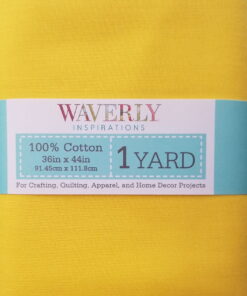 WAVERLY
INSPIRATIONS
100% Cotton
36in x 44in
91.45cm x 111.8cm
1 YARD
For Crafting, Quilting, Apparel, and Home Decor Projects